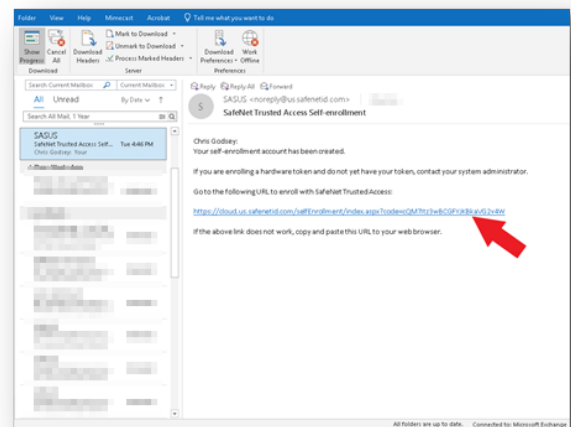 Folder View Help Mimecast Acrobat Tell me what you want to do
Show Progress
Cancel All
Download Headers
Mark to Download
Unmark to Download
Process Marked Headers
Download Preferences
Work Offline
Download Server Preferences
Search Current Mailbox Current Mailbox
All Unread By Date
Search All Mail, 1 Year
SASUS
SafeNet Trusted Access Self... Tue 4:46 PM
Chris Godsey: Your
Reply Reply All Forward
S
SASUS <noreply@us.safenetid.com>
SafeNet Trusted Access Self-enrollment
Chris Godsey:
Your self-enrollment account has been created.
If you are enrolling a hardware token and do not yet have your token, contact your system administrator.
Go to the following URL to enroll with SafeNet Trusted Access:
If the above link does not work, copy and paste this URL to your web browser.
All folders are up to date. Connected to: Microsoft Exchange